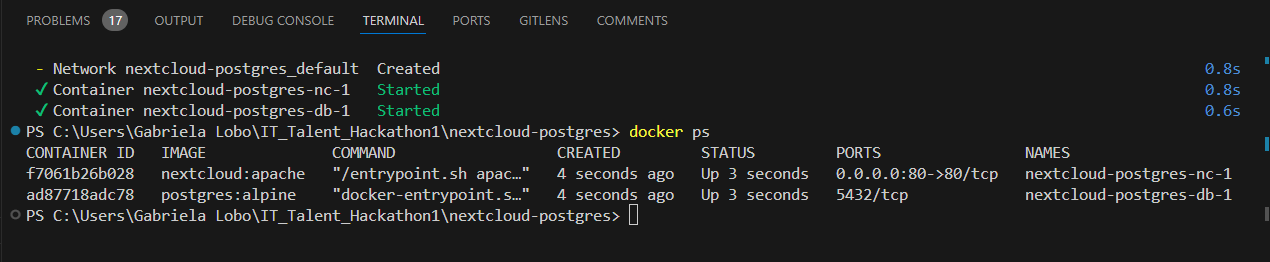 PROBLEMS 17 OUTPUT DEBUG CONSOLE TERMINAL PORTS GITLENS COMMENTS
- Network nextcloud-postgres_default Created 0.8s
✓ Container nextcloud-postgres-nc-1 Started 0.8s
✓ Container nextcloud-postgres-db-1 Started 0.6s
PS C:\Users\Gabriela Lobo\IT_Talent_Hackathon1\nextcloud-postgres> docker ps
CONTAINER ID IMAGE COMMAND CREATED STATUS PORTS NAMES
f7061b26b028 nextcloud:apache "/entrypoint.sh apac…" 4 seconds ago Up 3 seconds 0.0.0.0:80->80/tcp nextcloud-postgres-nc-1
ad87718adc78 postgres:alpine "docker-entrypoint.s…" 4 seconds ago Up 3 seconds 5432/tcp nextcloud-postgres-db-1
PS C:\Users\Gabriela Lobo\IT_Talent_Hackathon1\nextcloud-postgres>